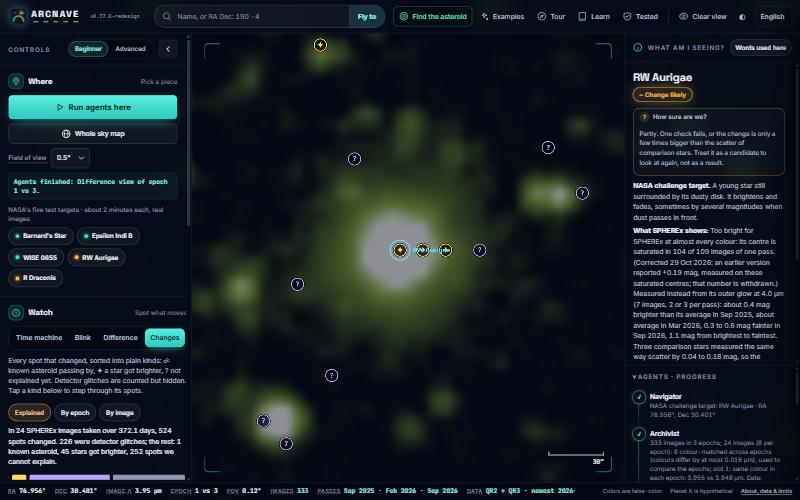 ARCNAVE
v0.37.0-redesign
Name, or RA Dec: 190 -4
Fly to
Find the asteroid
Examples
Tour
Learn
Tested
Clear view
English
CONTROLS
Beginner
Advanced
Where
Pick a place
Run agents here
Whole sky map
Field of view
0.5°
Agents finished: Difference view of epoch
1 vs 3.
NASA's five test targets · about 2 minutes each, real
images
Barnard's Star
Epsilon Indi B
WISE 0855
RW Aurigae
R Draconis
Watch
Spot what moves
Time machine
Blink
Difference
Changes
Every spot that changed, sorted into plain kinds:
known asteroid passing by, ✦ a star got brighter, ? not
explained yet. Detector glitches are counted but hidden.
Tap a kind below to step through its spots.
Explained
By epoch
By image
In 24 SPHEREx images taken over 372.1 days, 524
spots changed. 226 were detector glitches; the rest: 1
known asteroid, 45 stars got brighter, 252 spots we
cannot explain.
30"
WHAT AM I SEEING?
Words used here
RW Aurigae
~ Change likely
? How sure are we?
Partly. One check fails, or the change is only a
few times bigger than the scatter of
comparison stars. Treat it as a candidate to
look at again, not as a result.
NASA challenge target. A young star still
surrounded by its dusty disk. It brightens and
fades, sometimes by several magnitudes when
dust passes in front.
What SPHEREx shows: Too bright for
SPHEREx at almost every colour: its centre is
saturated in 104 of 109 images of one pass.
(Corrected 29 Oct 2026: an earlier version
reported +0.19 mag, measured on these
saturated centres; that number is withdrawn.)
Measured instead from its outer glow at 4.0 µm
(7 images, 2 or 3 per pass): about 0.4 mag
brighter than its average in Sep 2025, about
average in Mar 2026, 0.3 to 0.6 mag fainter in
Sep 2026, 1.1 mag from brightest to faintest.
Three comparison stars measured the same
way scatter by 0.04 to 0.18 mag, so the
AGENTS · PROGRESS
Navigator
NASA challenge target: RW Aurigae · RA
76.956°, Dec 30.401°
Archivist
333 images in 3 epochs; 24 images (8 per
epoch): 8 colour-matched across epochs
(colours differ by at most 0.016 µm), used to
compare the epochs; slot 1: same colour in
each epoch: 3.955 vs 3.948 µm. Date:
RA 76.956° DEC 30.401° IMAGE λ 3.95 µm EPOCH 1 vs 3 FOV 0.12° IMAGES 333 PASSES Sep 2025 · Feb 2026 · Sep 2026 DATA QR2 + QR3 · newest 2026·
Colores are false-color Planet X is hypothetical About, data & limits